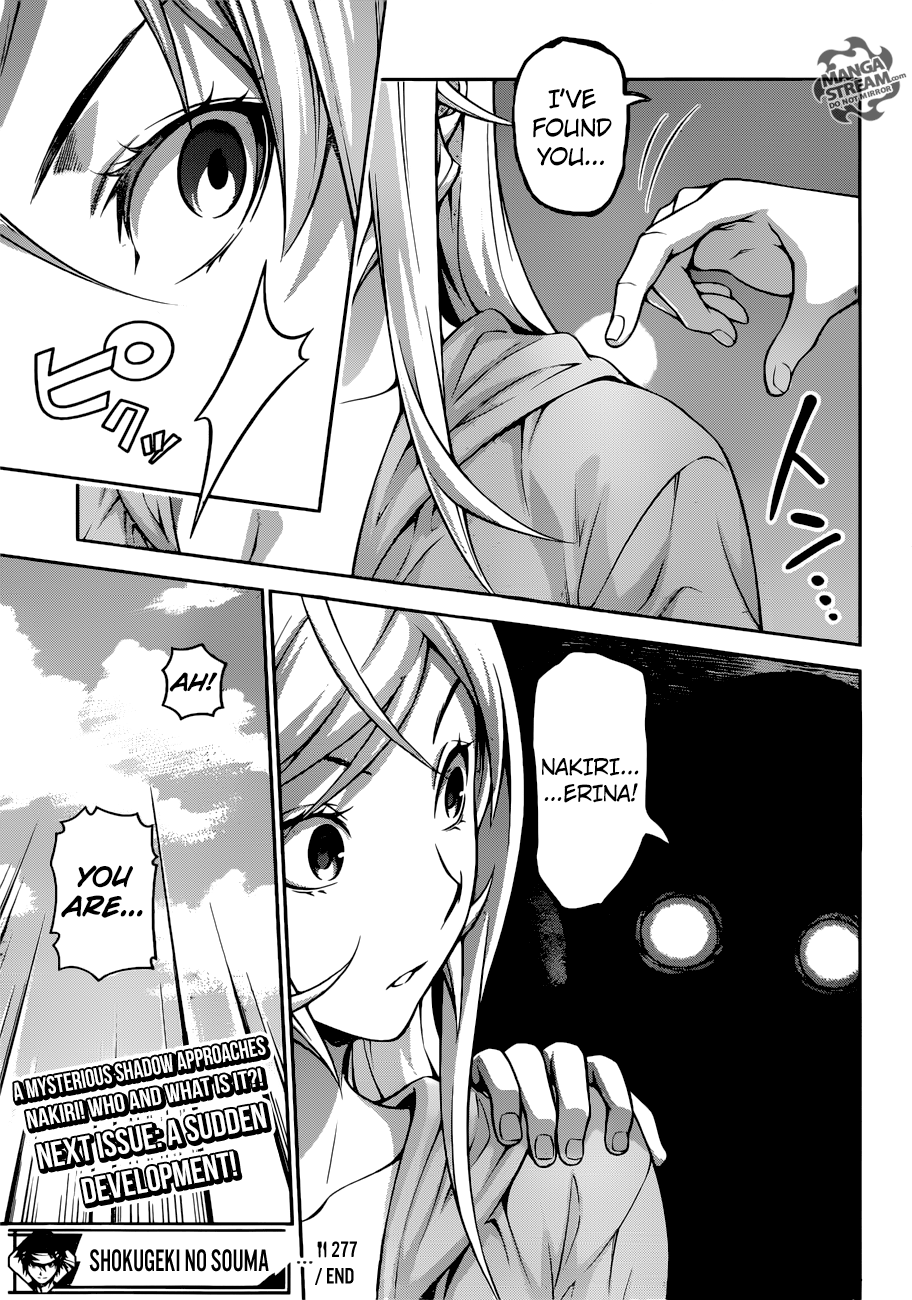 MANGA
STREAM.com
DO NOT MIRROR
I'VE
FOUND
YOU...
トン...
ピクッ
NAKIRI...
...ERINA!
AH!
YOU
ARE...
A MYSTERIOUS SHADOW APPROACHES
NAKIRI! WHO AND WHAT IS IT?!
NEXT ISSUE: A SUDDEN
DEVELOPMENT!
SHOKUGEKI NO SOUMA
... 277
/ END